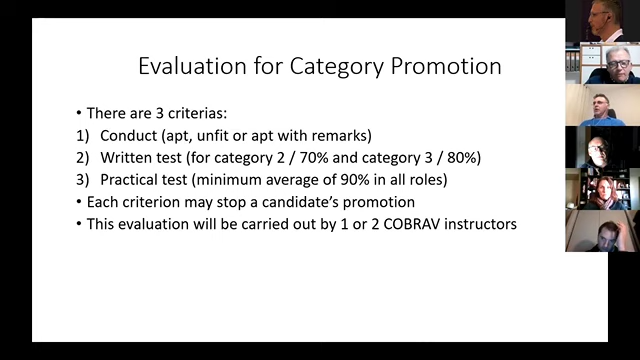 Evaluation for Category Promotion
• There are 3 criterias:
1) Conduct (apt, unfit or apt with remarks)
2) Written test (for category 2 / 70% and category 3 / 80%)
3) Practical test (minimum average of 90% in all roles)
• Each criterion may stop a candidate's promotion
• This evaluation will be carried out by 1 or 2 COBRAV instructors